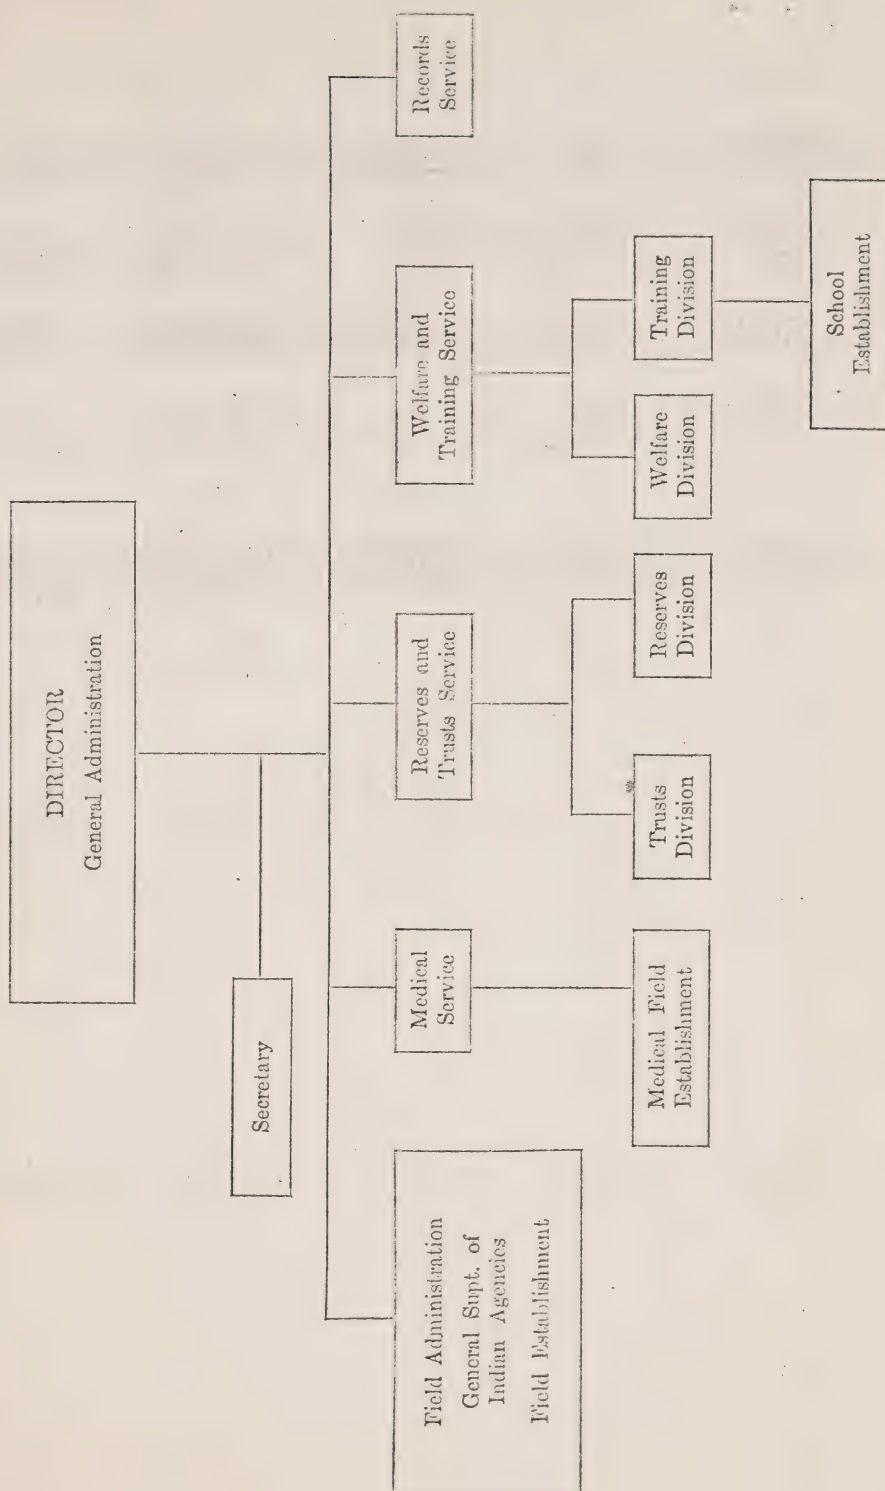 DIRECTOR
General Administration
Secretary
Field Administration
General Supt. of
Indian Agencies
Field Establishment
Medical
Service
Reserves and
Trusts Service
Welfare and
Training Service
Records
Service
Medical Field
Establishment
Trusts
Division
Reserves
Division
Welfare
Division
Training
Division
School
Establishment